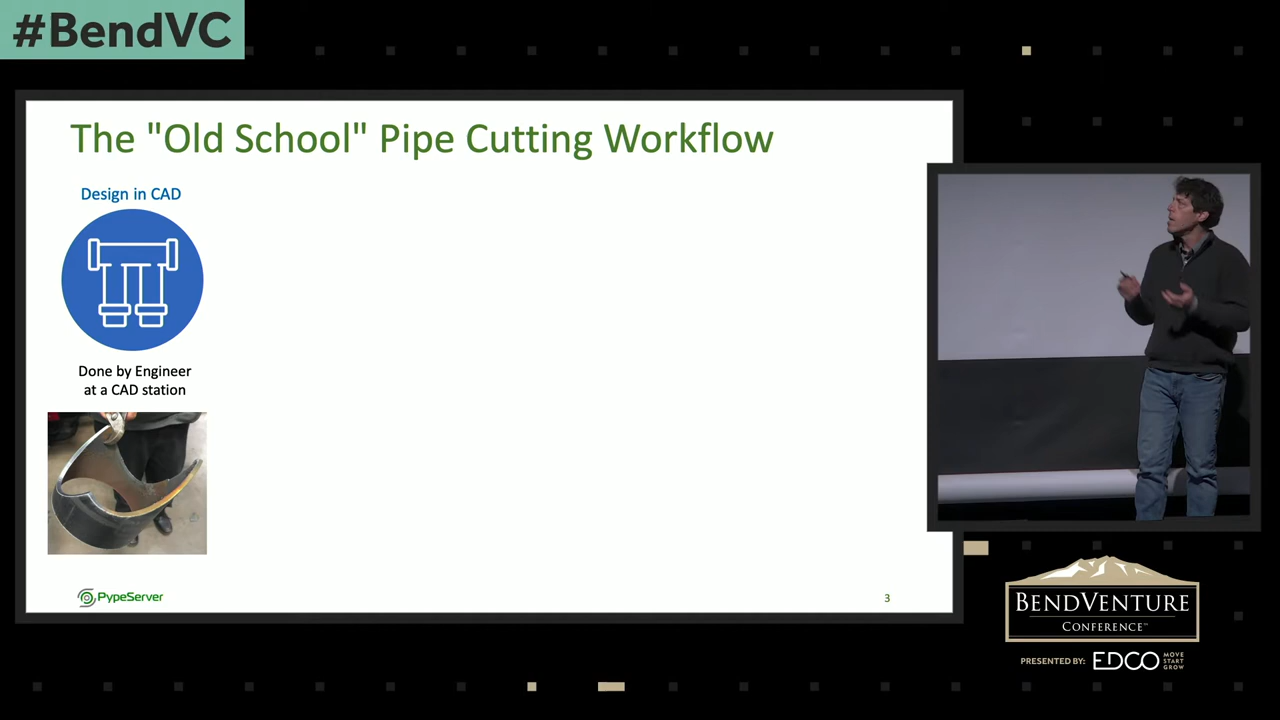 #BendVC
The "Old School" Pipe Cutting Workflow
Design in CAD
Done by Engineer
at a CAD station
PypeServer
3
BENDVENTURE
CONFERENCE™
PRESENTED BY: EDCO MOVE
START
GROW